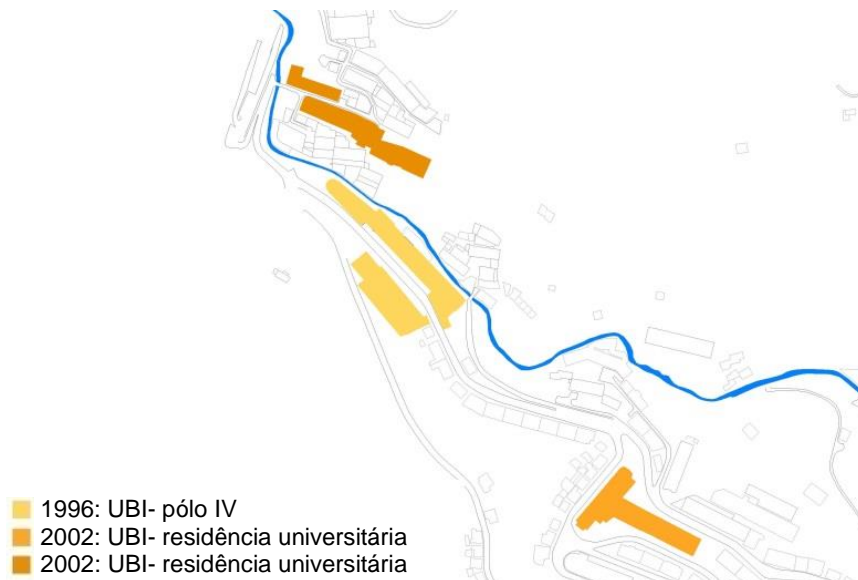 1996: UBI- pólo IV
2002: UBI- residência universitária
2002: UBI- residência universitária